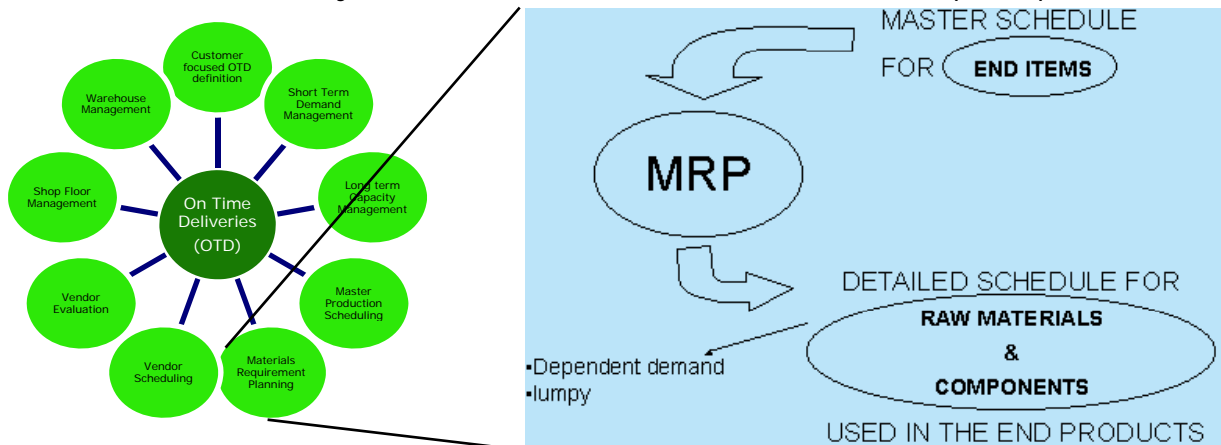 Customer
focused OTD
definition
Short Term
Demand
Management
Long term
Capacity
Management
Master
Production
Scheduling
Materials
Requirement
Planning
Vendor
Scheduling
Vendor
Evaluation
Shop Floor
Management
Warehouse
Management
On Time
Deliveries
(OTD)
MASTER SCHEDULE
FOR END ITEMS
MRP
DETAILED SCHEDULE FOR
RAW MATERIALS
&
COMPONENTS
▪Dependent demand
▪lumpy
USED IN THE END PRODUCTS